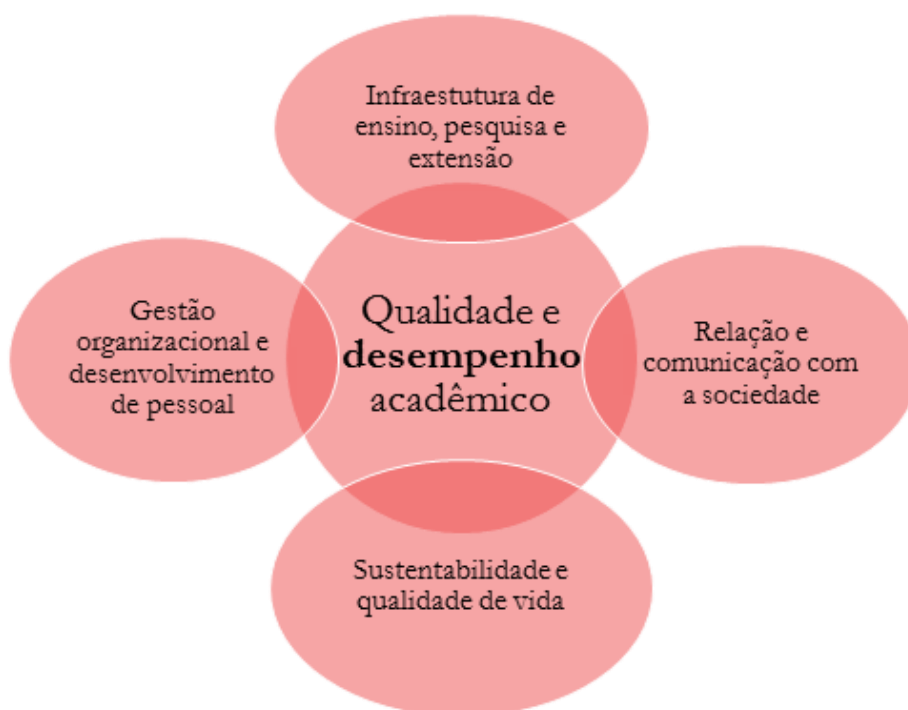 Infraestutura de
ensino, pesquisa e
extensão
Gestão
organizacional e
desenvolvimento
de pessoal
Qualidade e
desempenho
acadêmico
Relação e
comunicação com
a sociedade
Sustentabilidade e
qualidade de vida